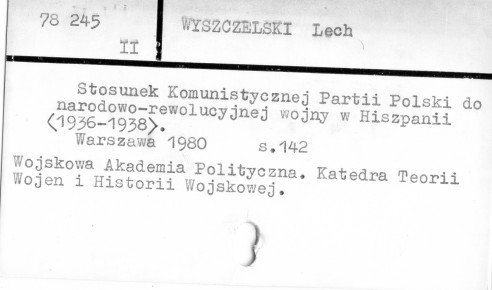 78 245
II
WYSZCZELSKI Lech
Stosunek Komunistycznej Partii Polski do
narodowo-rewolucyjnej wojny w Hiszpanii
<1936-1938>.
Warszawa 1980 s.142
Wojskowa Akademia Polityczna. Katedra Teorii
Wojen i Historii Wojskowej.